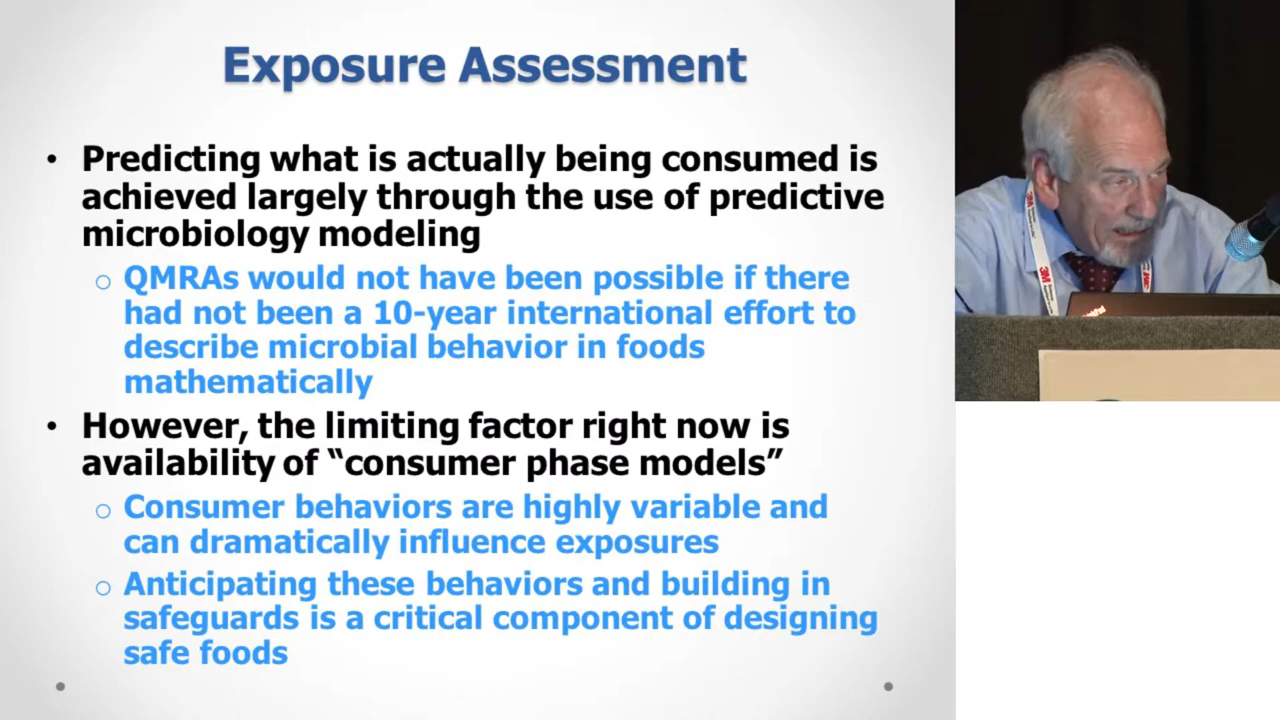 Exposure Assessment
• Predicting what is actually being consumed is
achieved largely through the use of predictive
microbiology modeling
○ QMRAs would not have been possible if there
had not been a 10-year international effort to
describe microbial behavior in foods
mathematically
• However, the limiting factor right now is
availability of “consumer phase models”
○ Consumer behaviors are highly variable and
can dramatically influence exposures
○ Anticipating these behaviors and building in
safeguards is a critical component of designing
safe foods
3M
3M